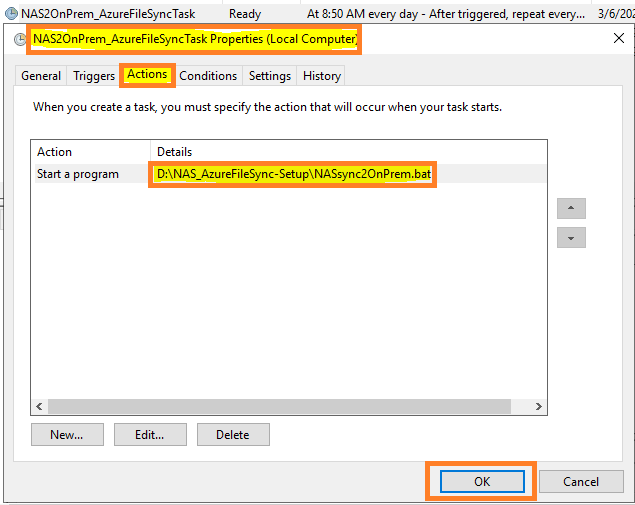 NAS2OnPrem_AzureFileSyncTask Ready At 8:50 AM every day - After triggered, repeat every... 3/6/202
NAS2OnPrem_AzureFileSyncTask Properties (Local Computer)
General Triggers Actions Conditions Settings History
When you create a task, you must specify the action that will occur when your task starts.
Action Details
Start a program D:\NAS_AzureFileSync-Setup\NASsync2OnPrem.bat
New... Edit... Delete
OK Cancel